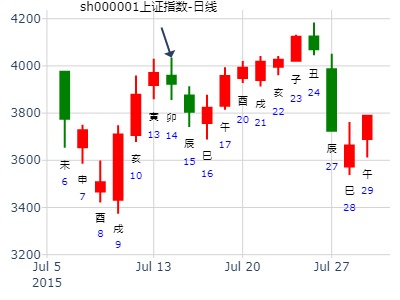 sh000001上证指数-日线
4200
4000
3800
3600
3400
3200
未
6
申
7
酉
8
戌
9
亥
10
寅
13
卯
14
辰
15
巳
16
午
17
酉
20
戌
21
亥
22
子
23
丑
24
辰
27
巳
28
午
29
Jul 5
2015
Jul 13
Jul 20
Jul 27